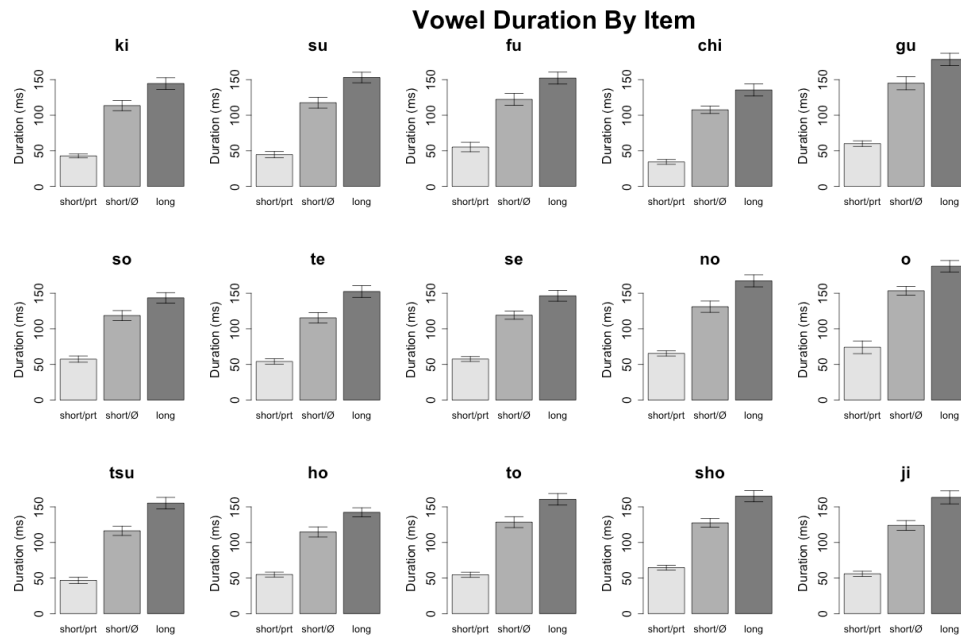 Vowel Duration By Item
ki su fu chi gu
Duration (ms) Duration (ms) Duration (ms) Duration (ms) Duration (ms)
150 150 150 150 150
100 100 100 100 100
50 50 50 50 50
0 0 0 0 0
short/prt short/Ø long short/prt short/Ø long short/prt short/Ø long short/prt short/Ø long short/prt short/Ø long
so te se no o
Duration (ms) Duration (ms) Duration (ms) Duration (ms) Duration (ms)
150 150 150 150 150
100 100 100 100 100
50 50 50 50 50
0 0 0 0 0
short/prt short/Ø long short/prt short/Ø long short/prt short/Ø long short/prt short/Ø long short/prt short/Ø long
tsu ho to sho ji
Duration (ms) Duration (ms) Duration (ms) Duration (ms) Duration (ms)
150 150 150 150 150
100 100 100 100 100
50 50 50 50 50
0 0 0 0 0
short/prt short/Ø long short/prt short/Ø long short/prt short/Ø long short/prt short/Ø long short/prt short/Ø long